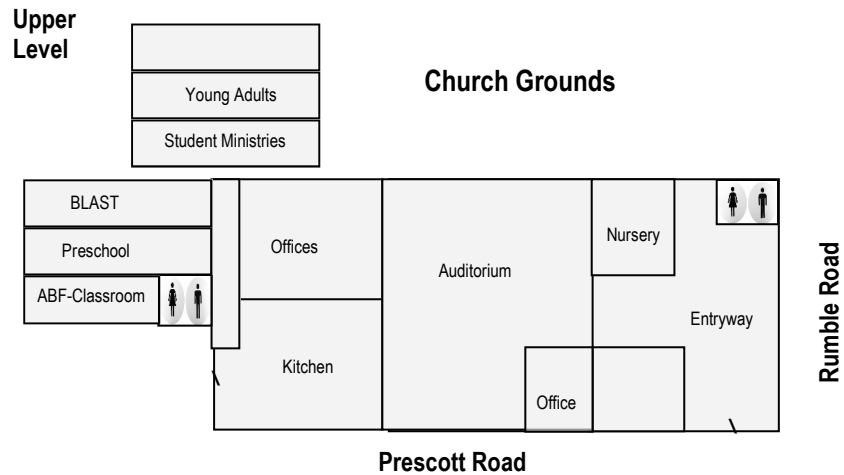 Upper
Level
Church Grounds
Young Adults
Student Ministries
BLAST
Preschool
ABF-Classroom
Offices
Kitchen
Auditorium
Nursery
Entryway
Office
Rumble Road
Prescott Road